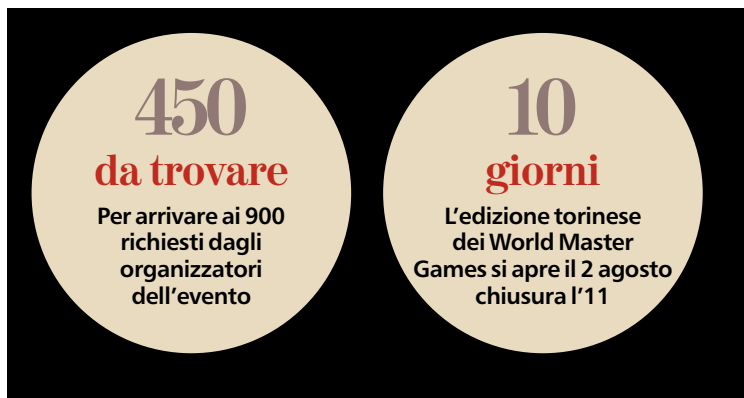 450
da trovare
Per arrivare ai 900
richiesti dagli
organizzatori
dell'evento
10
giorni
L'edizione torinese
dei World Master
Games si apre il 2 agosto
chiusura l'11